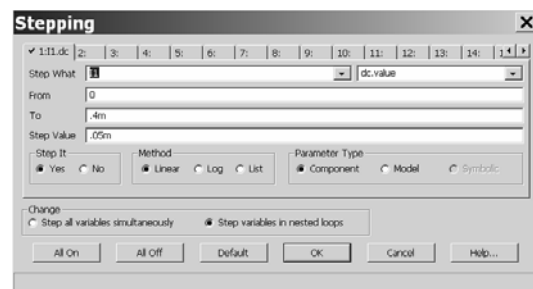 Stepping
✔ 1:I1.dc 2: 3: 4: 5: 6: 7: 8: 9: 10: 11: 12: 13: 14: 1
Step What I1 dc.value
From 0
To .4m
Step Value .05m
Step It Method Parameter Type
Yes No Linear Log List Component Model Symbolic
Change
Step all variables simultaneously Step variables in nested loops
All On All Off Default OK Cancel Help...